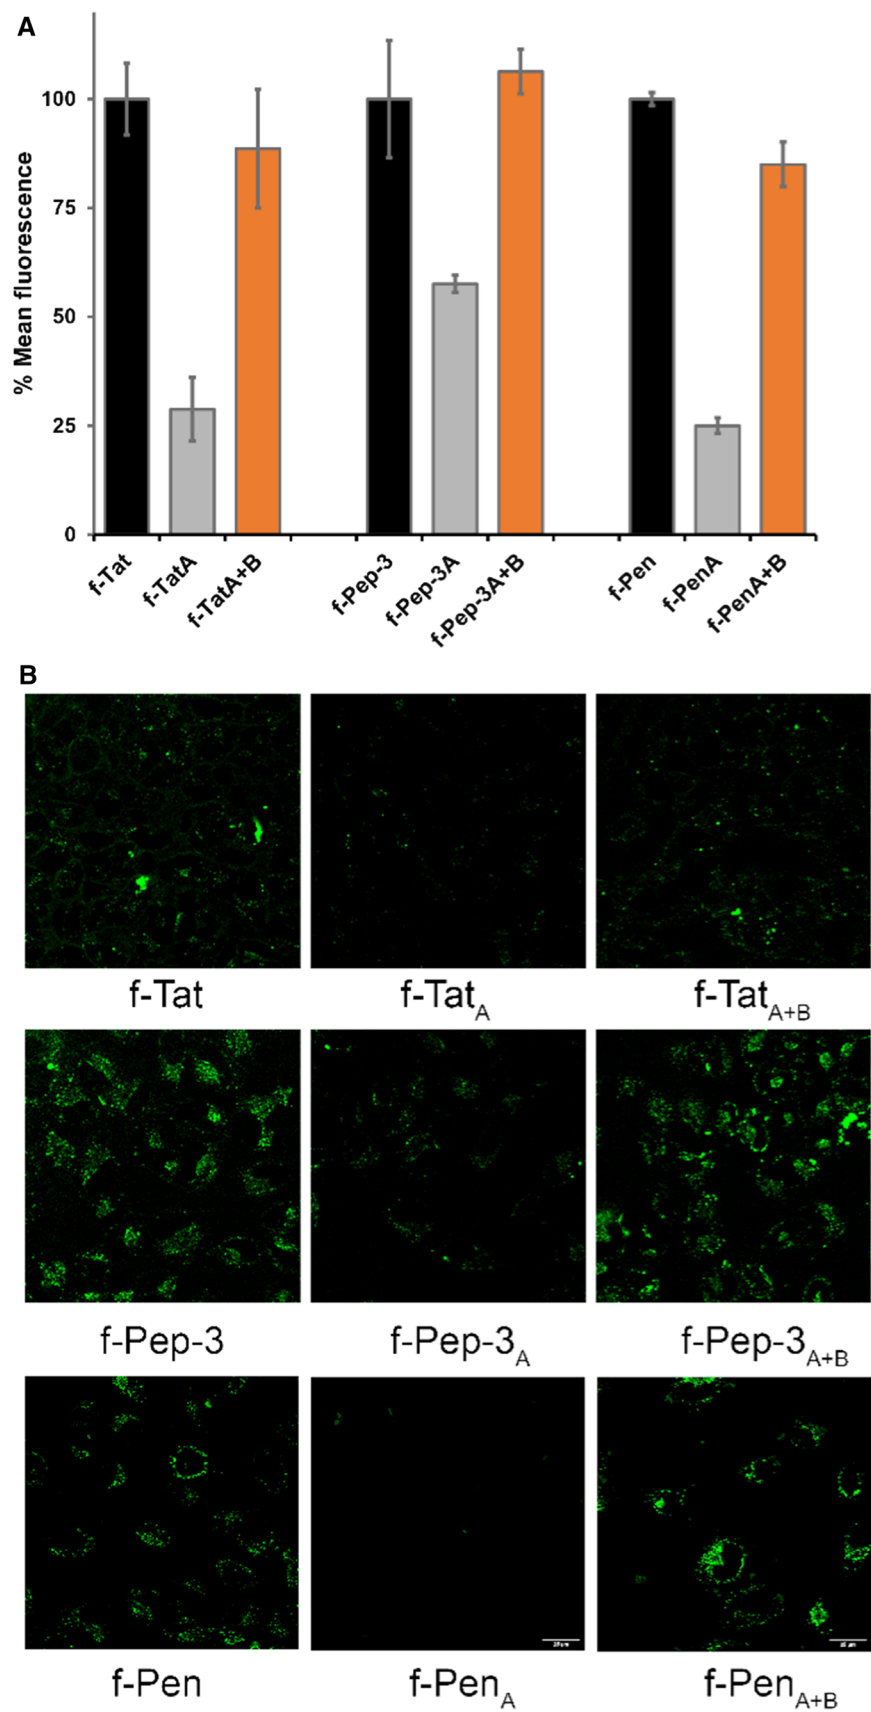 A
% Mean fluorescence
100
75
50
25
0
f-Tat
f-TatA
f-TatA+B
f-Pep-3
f-Pep-3A
f-Pep-3A+B
f-Pen
f-PenA
f-PenA+B
B
f-Tat f-TatA f-TatA+B
f-Pep-3 f-Pep-3A f-Pep-3A+B
f-Pen f-PenA f-PenA+B